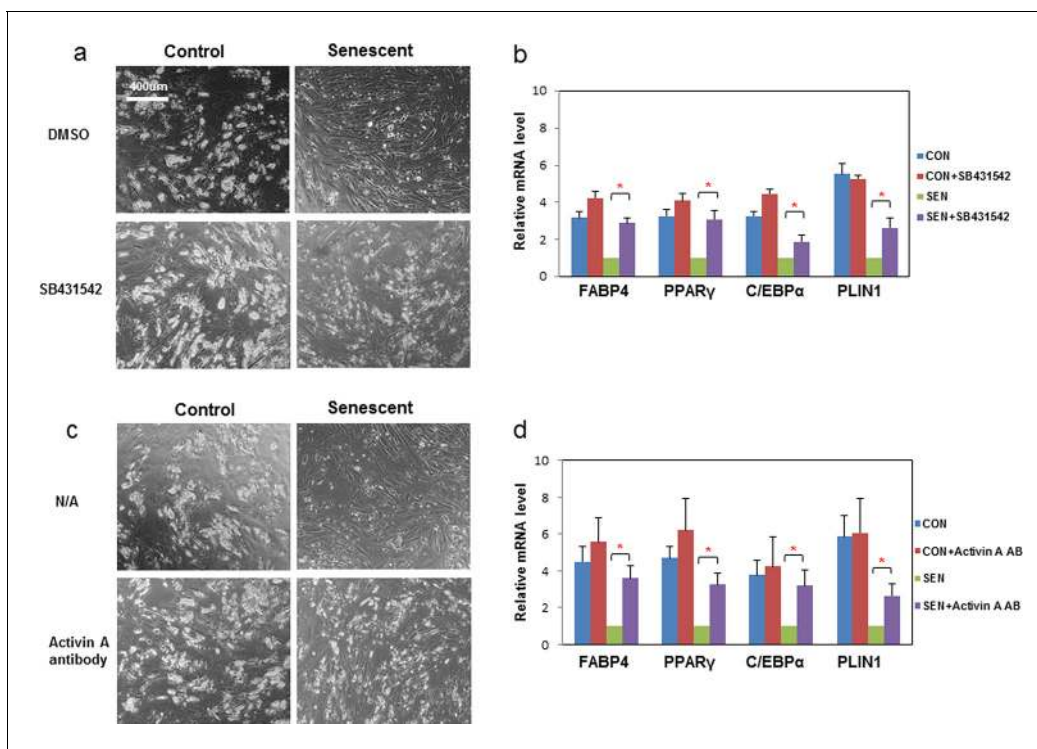 a
Control Senescent
400um
DMSO
SB431542
b
Relative mRNA level
10
8
6
4
2
0
FABP4 PPARγ C/EBPα PLIN1
* * * *
CON
CON+SB431542
SEN
SEN+SB431542
c
Control Senescent
N/A
Activin A
antibody
d
Relative mRNA level
10
8
6
4
2
0
FABP4 PPARγ C/EBPα PLIN1
* * * *
CON
CON+Activin A AB
SEN
SEN+Activin A AB